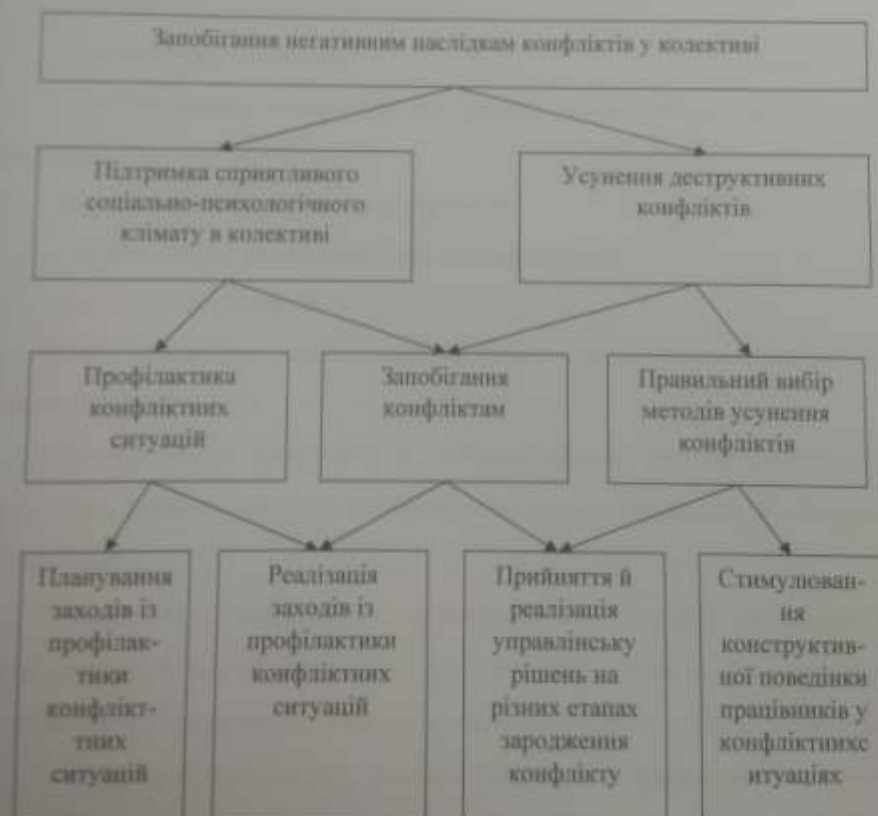 Запобігання негативним наслідкам конфліктів у колективі
Підтримка сприятливого
соціально-психологічного
клімату в колективі
Усунення деструктивних
конфліктів
Профілактика
конфліктних
ситуацій
Запобігання
конфліктам
Правильний вибір
методів усунення
конфліктів
Планування
заходів із
профілак-
тики
конфлікт-
тних
ситуацій
Реалізація
заходів із
профілактики
конфліктних
ситуацій
Прийняття й
реалізація
управлінську
рішень на
різних етапах
зародження
конфлікту
Стимулюван-
ня
конструктив-
ної поведінки
працівників у
конфліктнихс
итуаціях